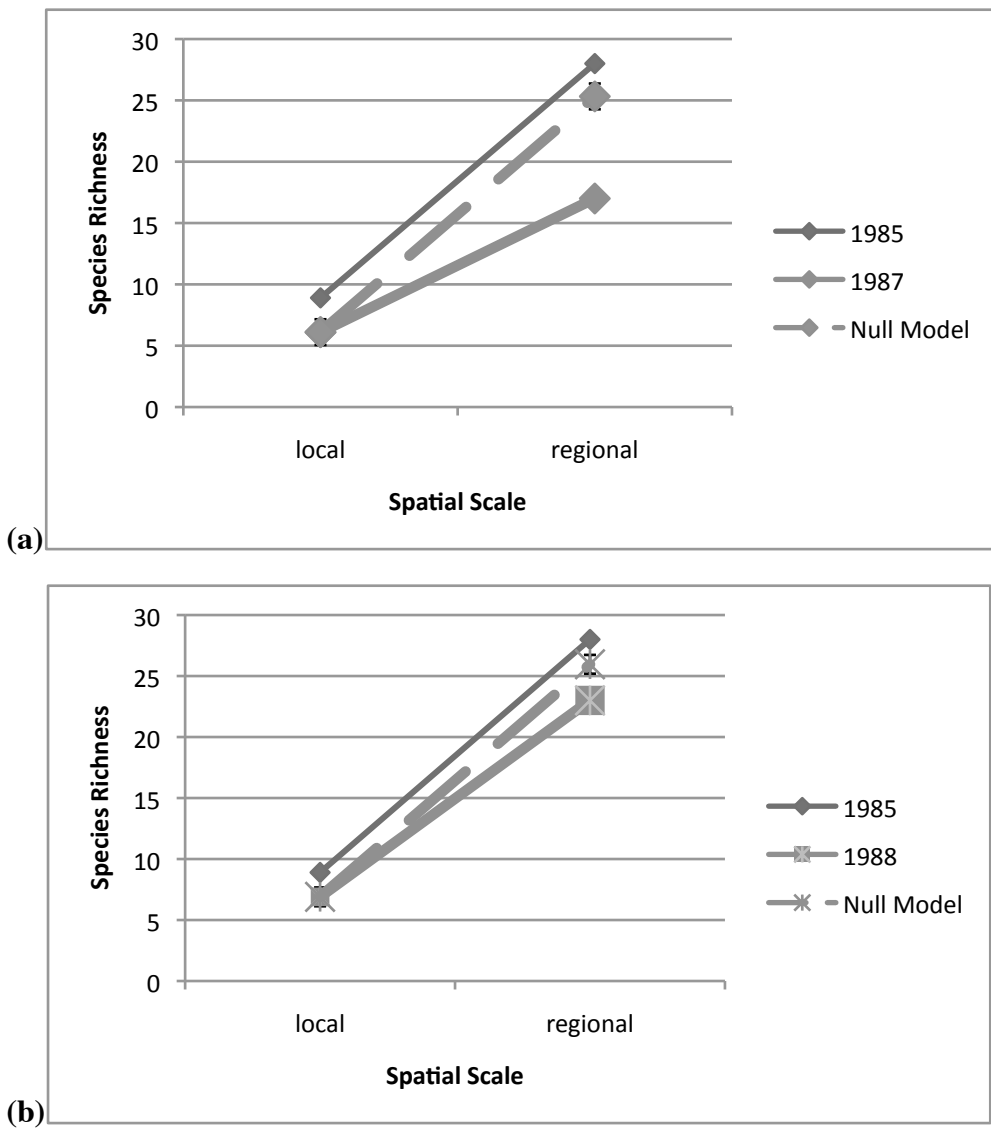 30
25
20
15
10
5
0
Species Richness
local
regional
Spatial Scale
1985
1987
Null Model
(a)
30
25
20
15
10
5
0
Species Richness
local
regional
Spatial Scale
1985
1988
Null Model
(b)